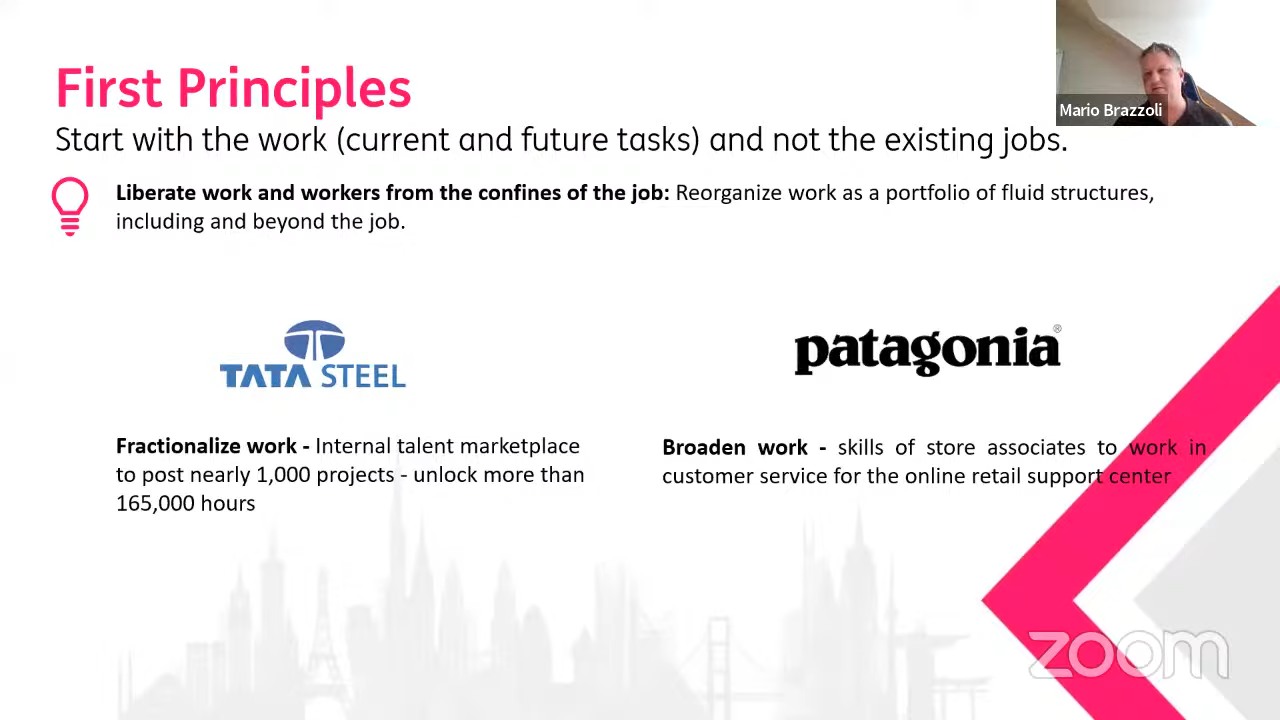 First Principles
Start with the work (current and future tasks) and not the existing jobs.
Liberate work and workers from the confines of the job: Reorganize work as a portfolio of fluid structures,
including and beyond the job.
Mario Brazzoli
TATA STEEL
patagonia®
Fractionalize work - Internal talent marketplace
to post nearly 1,000 projects - unlock more than
165,000 hours
Broaden work - skills of store associates to work in
customer service for the online retail support center
zoom